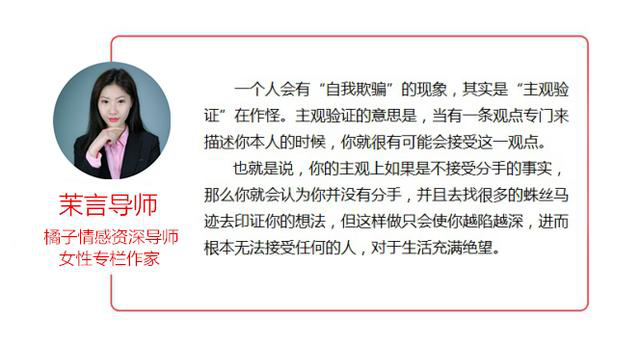 一个人会有“自我欺骗”的现象，其实是“主观验
证”在作怪。主观验证的意思是，当有一条观点专门来
描述你本人的时候，你就很有可能会接受这一观点。
也就是说，你的主观上如果是不接受分手的事实，
那么你就会认为你并没有分手，并且去找很多的蛛丝马
迹去印证你的想法，但这样做只会使你越陷越深，进而
根本无法接受任何的人，对于生活充满绝望。
茉言导师
橘子情感资深导师
女性专栏作家